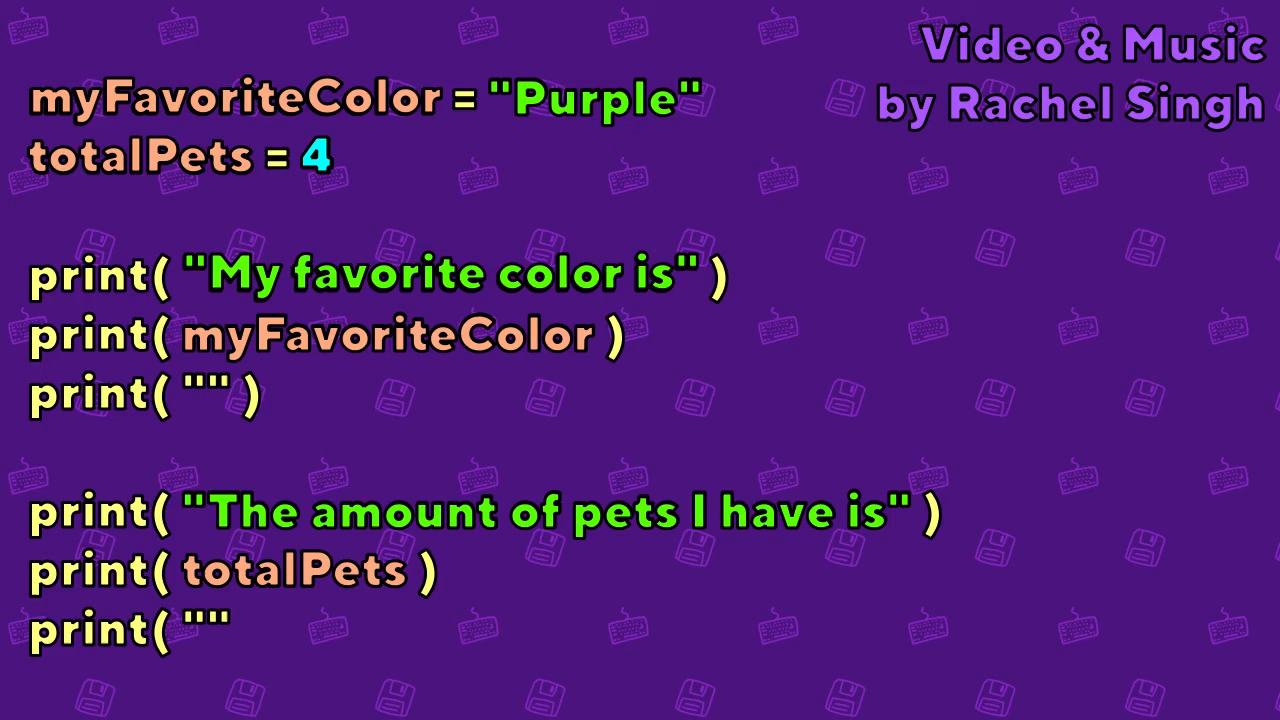 Video & Music
by Rachel Singh
myFavoriteColor = "Purple"
totalPets = 4
print( "My favorite color is" )
print( myFavoriteColor )
print( "" )
print( "The amount of pets I have is" )
print( totalPets )
print( ""